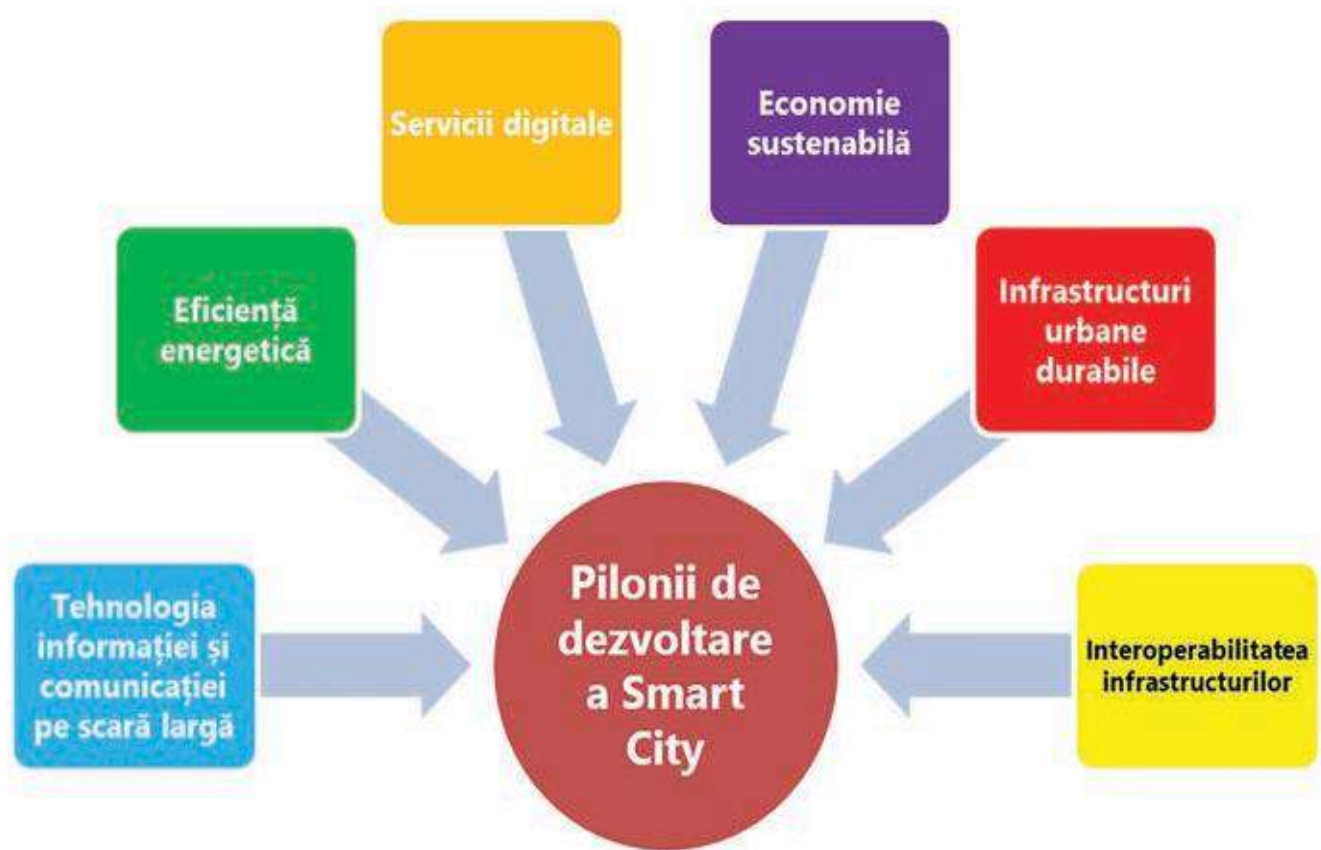 Servicii digitale
Economie
sustenabilă
Eficiență
energetică
Infrastructuri
urbane
durabile
Tehnologia
informației și
comunicației
pe scară largă
Pilonii de
dezvoltare
a Smart
City
Interoperabilitatea
infrastructurilor